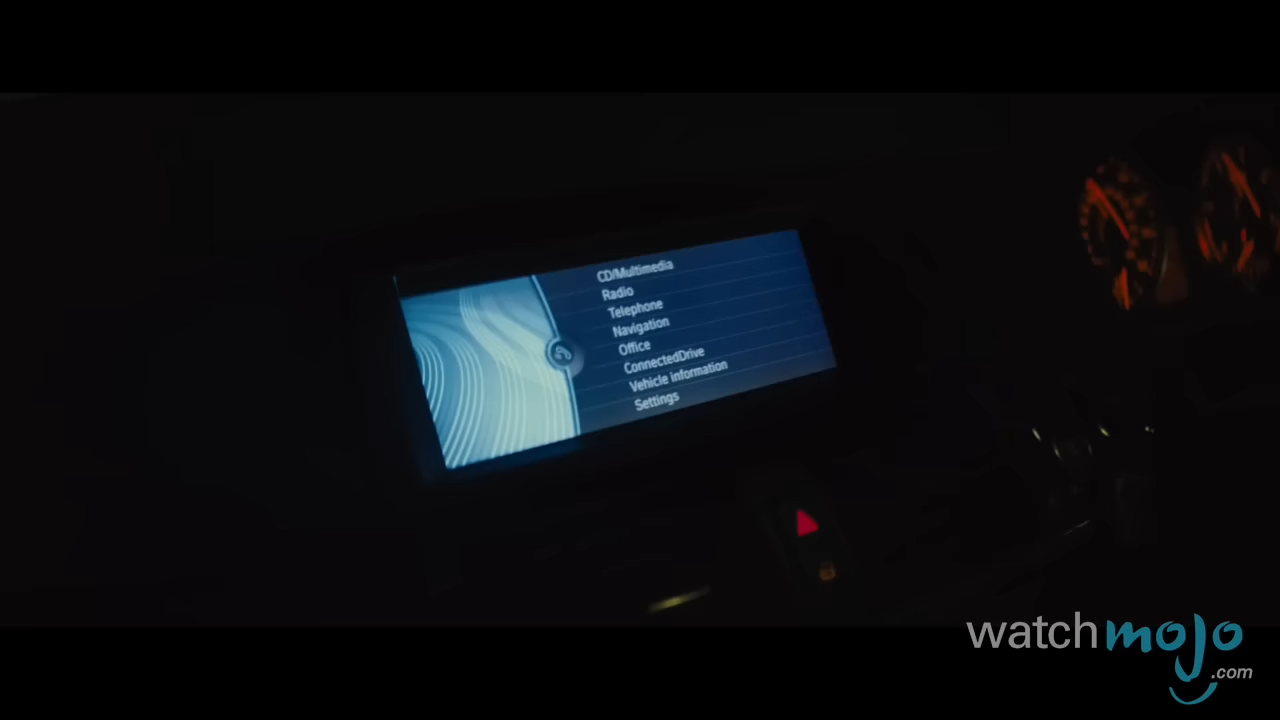 CD/Multimedia
Radio
Telephone
Navigation
Office
ConnectedDrive
Vehicle information
Settings
watchmojo
.com